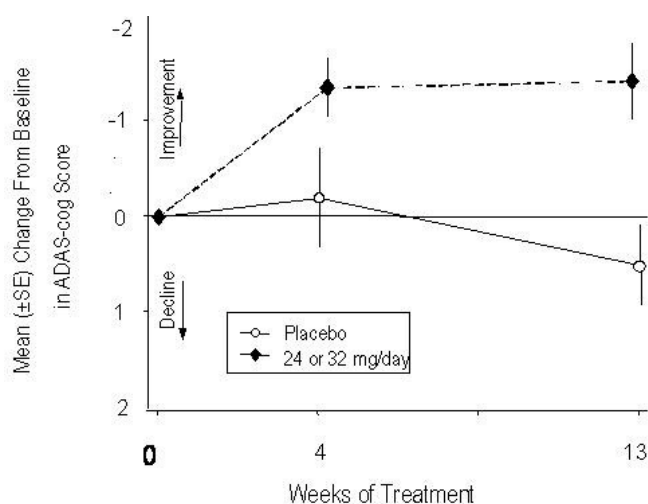 Mean (±SE) Change From Baseline
in ADAS-cog Score
-2
-1
0
1
2
Improvement
Decline
Placebo
24 or 32 mg/day
0
4
13
Weeks of Treatment